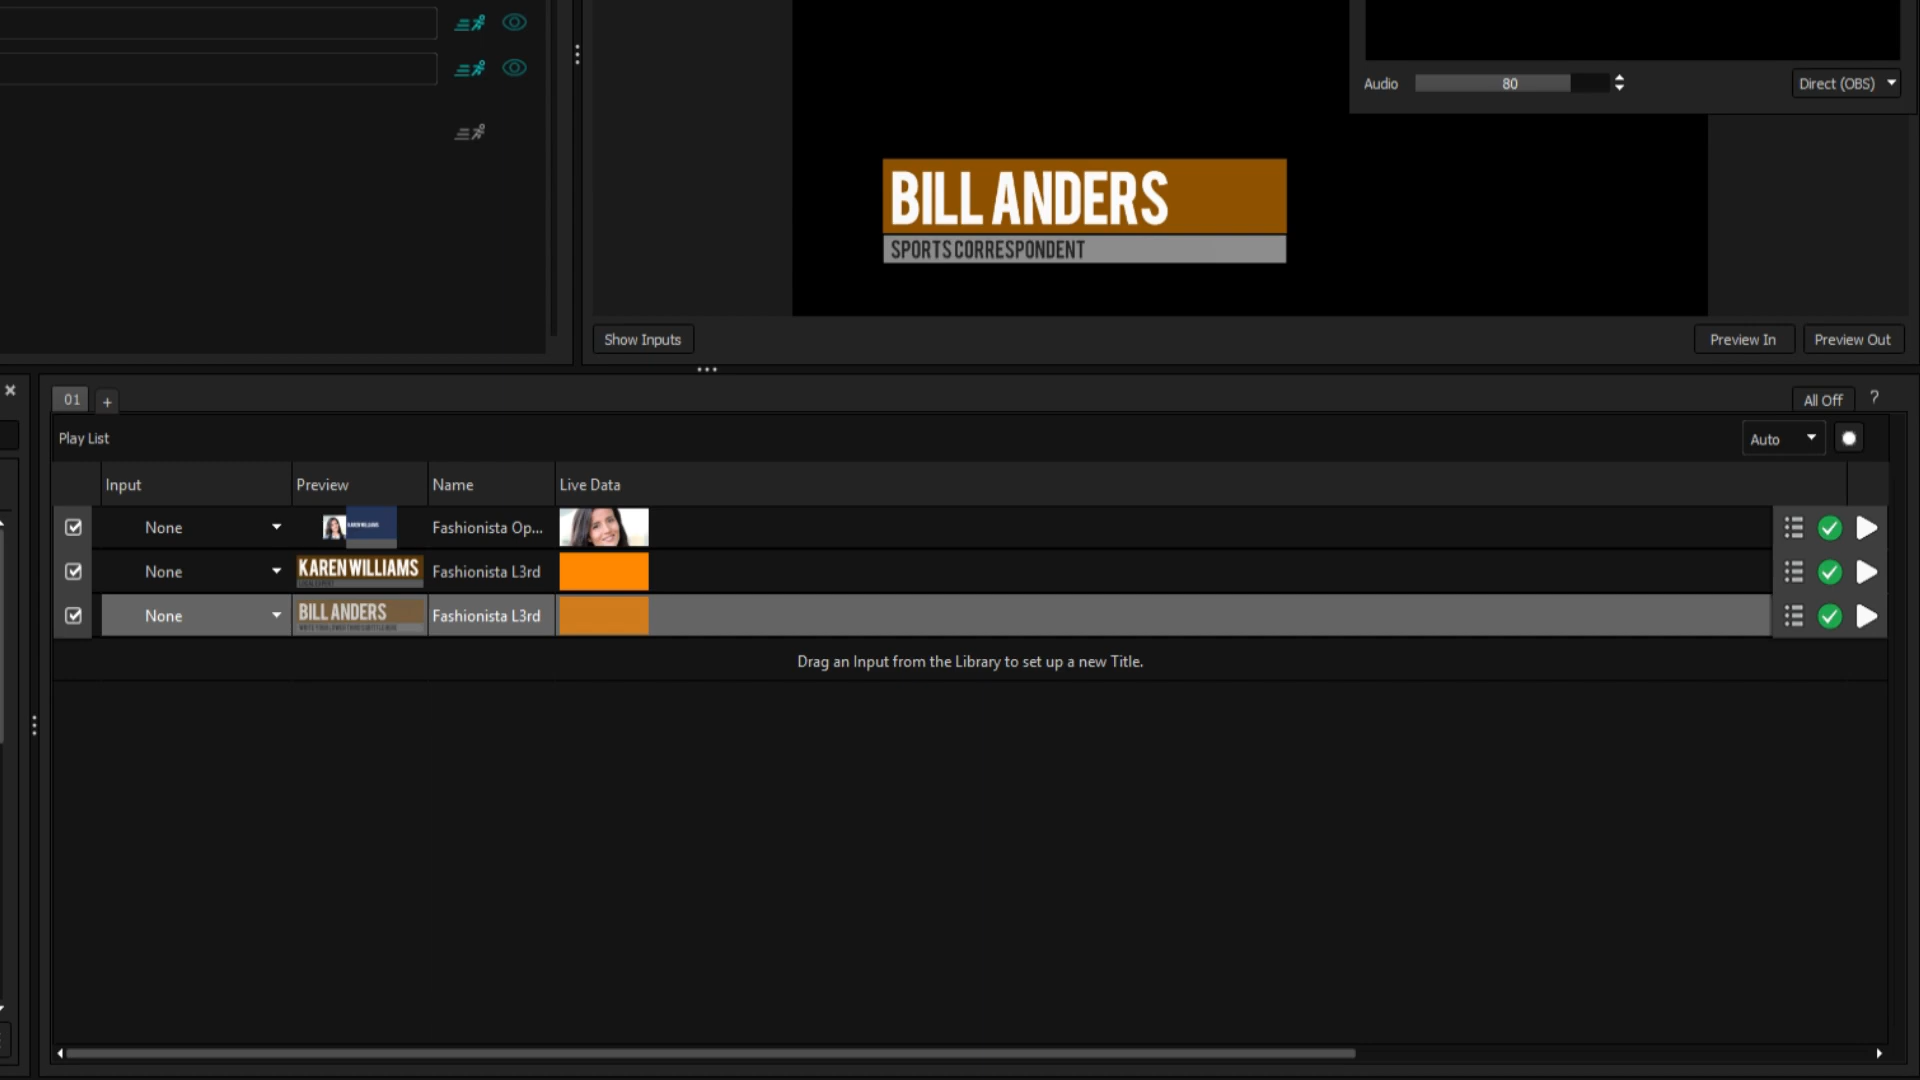 Audio
80
Direct (OBS)
BILL ANDERS
SPORTS CORRESPONDENT
Show Inputs
Preview In
Preview Out
01
+
All Off
?
Play List
Auto
Input
Preview
Name
Live Data
None
KAREN WILLIAMS
Fashionista Op...
None
KAREN WILLIAMS
Fashionista L3rd
None
BILL ANDERS
Fashionista L3rd
Drag an Input from the Library to set up a new Title.